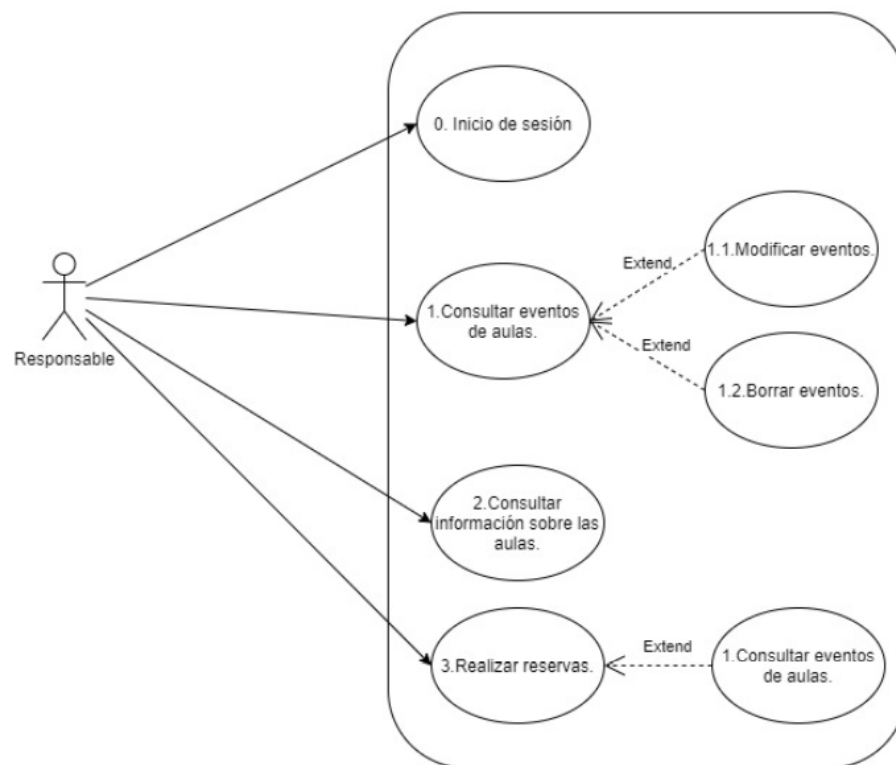 0. Inicio de sesión
1.1.Modificar eventos.
Extend
1.Consultar eventos
de aulas.
Extend
1.2.Borrar eventos.
Responsable
2.Consultar
información sobre las
aulas.
3.Realizar reservas.
Extend
1.Consultar eventos
de aulas.